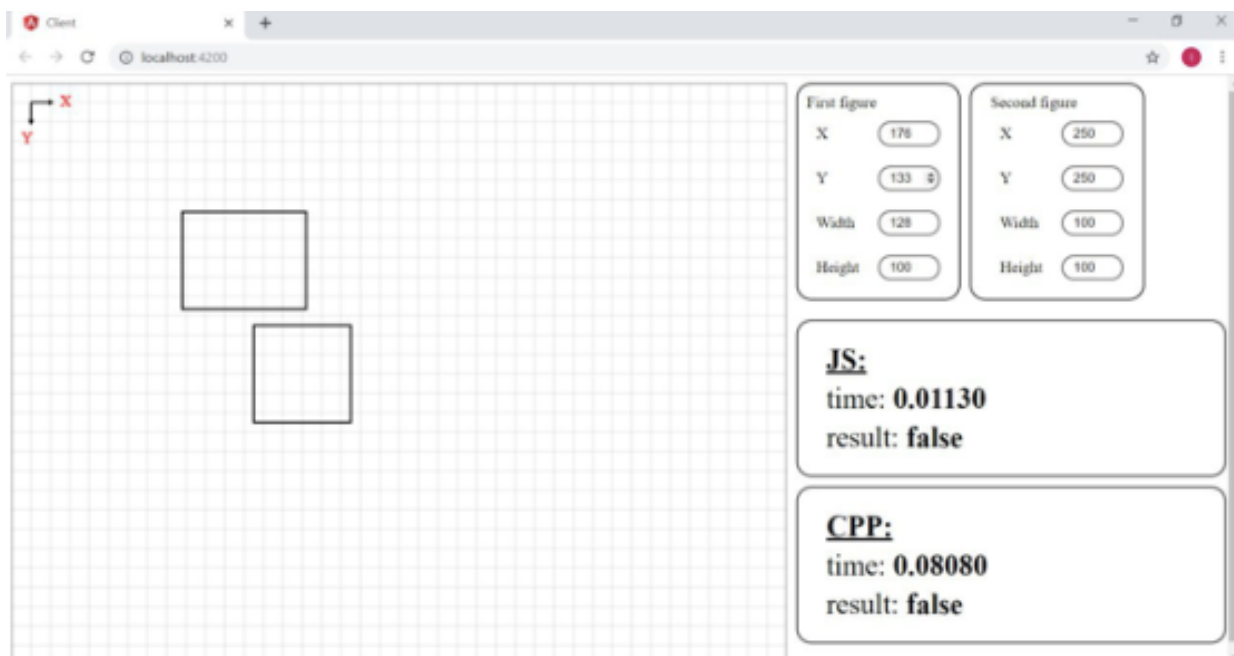 Client
localhost:4200
X
Y
First figure
X 176
Y 133
Width 128
Height 100
Second figure
X 250
Y 250
Width 100
Height 100
JS:
time: 0.01130
result: false
CPP:
time: 0.08080
result: false